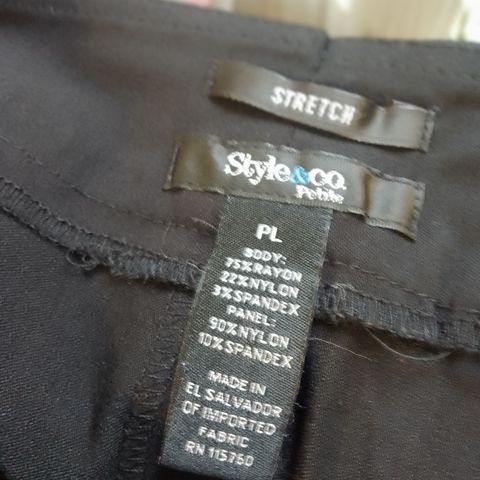 STRETCH
Style&co.
Petite
PL
BODY:
75% RAYON
22% NYLON
3% SPANDEX
PANEL:
90% NYLON
10% SPANDEX
MADE IN
EL SALVADOR
OF IMPORTED
FABRIC
RN 115760